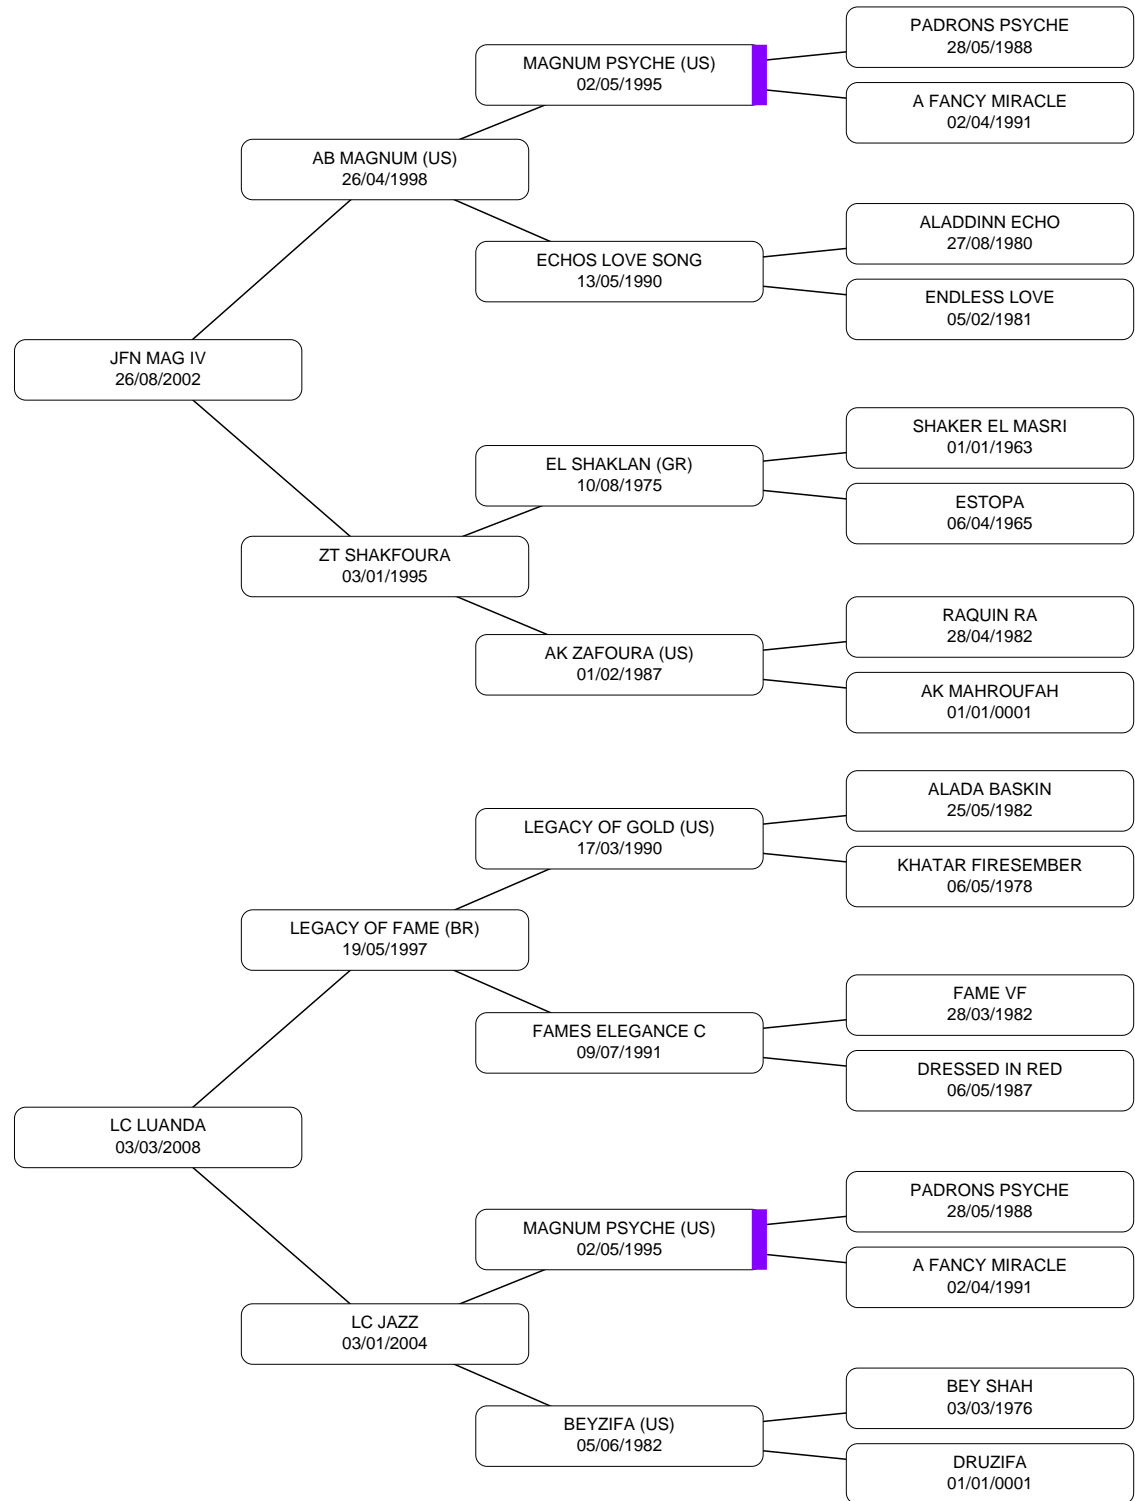 PADRONS PSYCHE
28/05/1988
MAGNUM PSYCHE (US)
02/05/1995
A FANCY MIRACLE
02/04/1991
AB MAGNUM (US)
26/04/1998
ALADDINN ECHO
27/08/1980
ECHOS LOVE SONG
13/05/1990
ENDLESS LOVE
05/02/1981
JFN MAG IV
26/08/2002
SHAKER EL MASRI
01/01/1963
EL SHAKLAN (GR)
10/08/1975
ESTOPA
06/04/1965
ZT SHAKFOURA
03/01/1995
RAQUIN RA
28/04/1982
AK ZAFOURA (US)
01/02/1987
AK MAHROUFAH
01/01/0001
ALADA BASKIN
25/05/1982
LEGACY OF GOLD (US)
17/03/1990
KHATAR FIRESEMBER
06/05/1978
LEGACY OF FAME (BR)
19/05/1997
FAME VF
28/03/1982
FAMES ELEGANCE C
09/07/1991
DRESSED IN RED
06/05/1987
LC LUANDA
03/03/2008
PADRONS PSYCHE
28/05/1988
MAGNUM PSYCHE (US)
02/05/1995
A FANCY MIRACLE
02/04/1991
LC JAZZ
03/01/2004
BEY SHAH
03/03/1976
BEYZIFA (US)
05/06/1982
DRUZIFA
01/01/0001